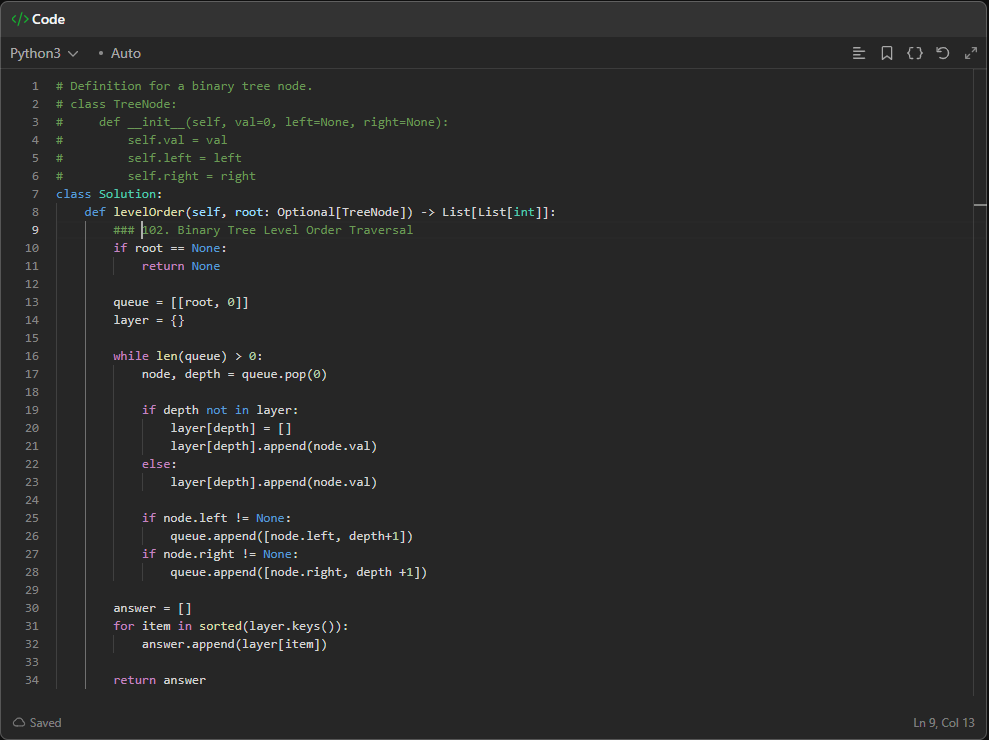 </> Code
Python3 • Auto
1 # Definition for a binary tree node.
2 # class TreeNode:
3 #     def __init__(self, val=0, left=None, right=None):
4 #         self.val = val
5 #         self.left = left
6 #         self.right = right
7 class Solution:
8     def levelOrder(self, root: Optional[TreeNode]) -> List[List[int]]:
9         ### 102. Binary Tree Level Order Traversal
10         if root == None:
11             return None
12
13         queue = [[root, 0]]
14         layer = {}
15
16         while len(queue) > 0:
17             node, depth = queue.pop(0)
18
19             if depth not in layer:
20                 layer[depth] = []
21                 layer[depth].append(node.val)
22             else:
23                 layer[depth].append(node.val)
24
25             if node.left != None:
26                 queue.append([node.left, depth+1])
27             if node.right != None:
28                 queue.append([node.right, depth +1])
29
30         answer = []
31         for item in sorted(layer.keys()):
32             answer.append(layer[item])
33
34         return answer
Saved Ln 9, Col 13